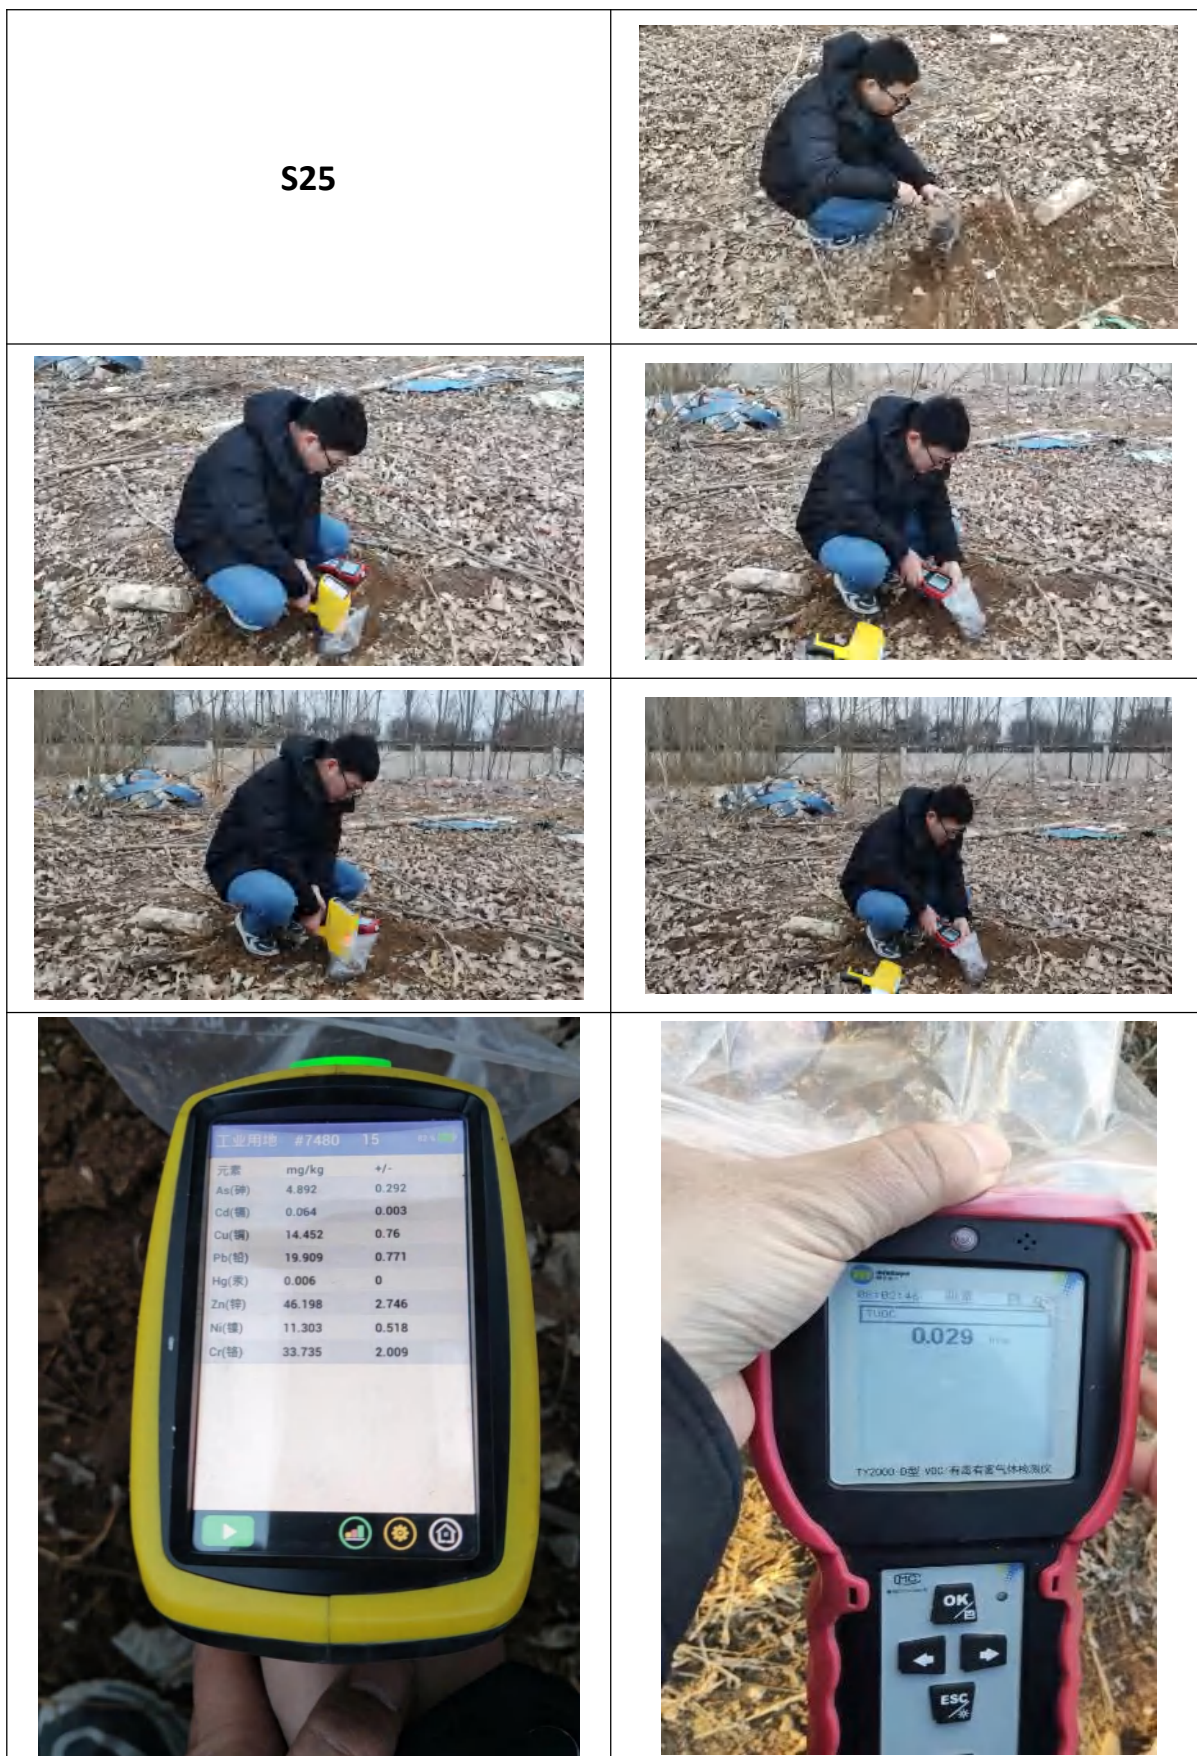 S25
工业用地 #7480 15
元素 mg/kg +/-
As(砷) 4.892 0.292
Cd(镉) 0.064 0.003
Cu(铜) 14.452 0.76
Pb(铅) 19.909 0.771
Hg(汞) 0.006 0
Zn(锌) 46.198 2.746
Ni(镍) 11.303 0.518
Cr(铬) 33.735 2.009
08:02:46
TVOC
0.029
TY2000-D型 VOC/有毒有害气体检测仪
CMC
OK
ESC